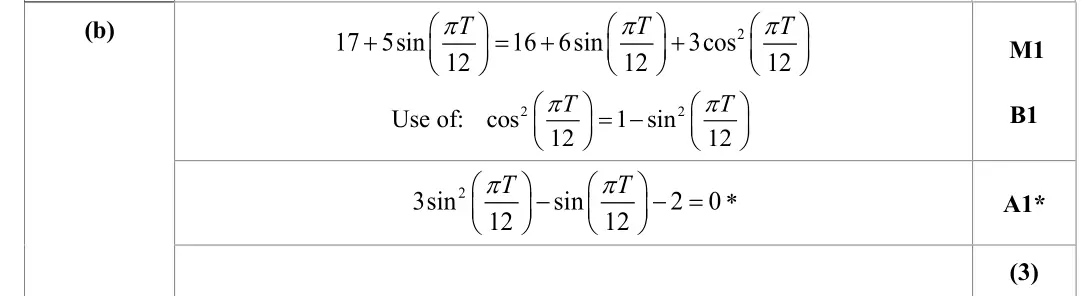 (b)
17 + 5sin(πT/12) = 16 + 6sin(πT/12) + 3cos²(πT/12) M1
Use of: cos²(πT/12) = 1 − sin²(πT/12) B1
3sin²(πT/12) − sin(πT/12) − 2 = 0 * A1*
(3)